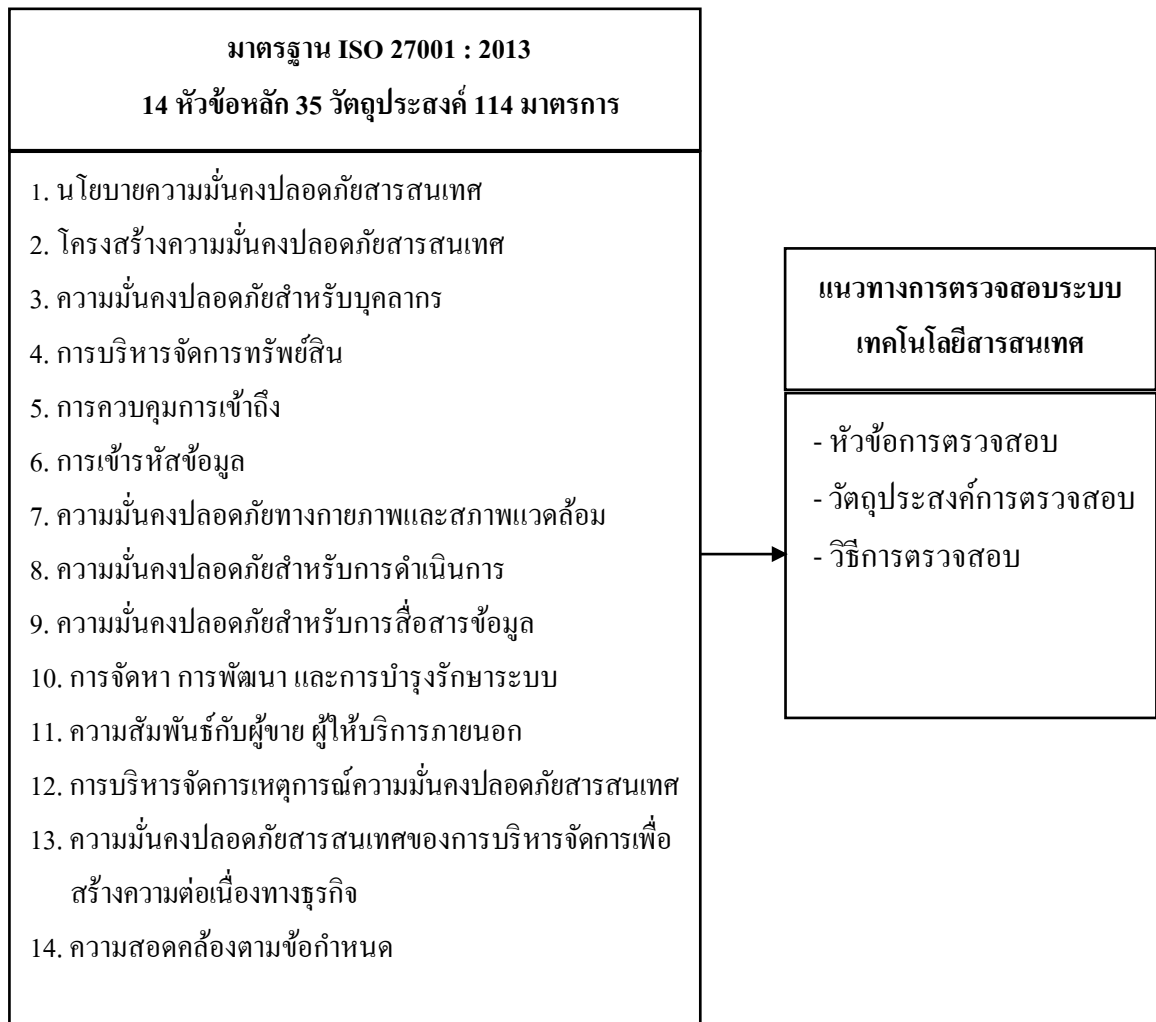 มาตรฐาน ISO 27001 : 2013
14 หัวข้อหลัก 35 วัตถุประสงค์ 114 มาตรการ
1. นโยบายความมั่นคงปลอดภัยสารสนเทศ
2. โครงสร้างความมั่นคงปลอดภัยสารสนเทศ
3. ความมั่นคงปลอดภัยสำหรับบุคลากร
4. การบริหารจัดการทรัพย์สิน
5. การควบคุมการเข้าถึง
6. การเข้ารหัสข้อมูล
7. ความมั่นคงปลอดภัยทางกายภาพและสภาพแวดล้อม
8. ความมั่นคงปลอดภัยสำหรับการดำเนินการ
9. ความมั่นคงปลอดภัยสำหรับการสื่อสารข้อมูล
10. การจัดหา การพัฒนา และการบำรุงรักษาระบบ
11. ความสัมพันธ์กับผู้ขาย ผู้ให้บริการภายนอก
12. การบริหารจัดการเหตุการณ์ความมั่นคงปลอดภัยสารสนเทศ
13. ความมั่นคงปลอดภัยสารสนเทศของการบริหารจัดการเพื่อ
สร้างความต่อเนื่องทางธุรกิจ
14. ความสอดคล้องตามข้อกำหนด
แนวทางการตรวจสอบระบบ
เทคโนโลยีสารสนเทศ
- หัวข้อการตรวจสอบ
- วัตถุประสงค์การตรวจสอบ
- วิธีการตรวจสอบ